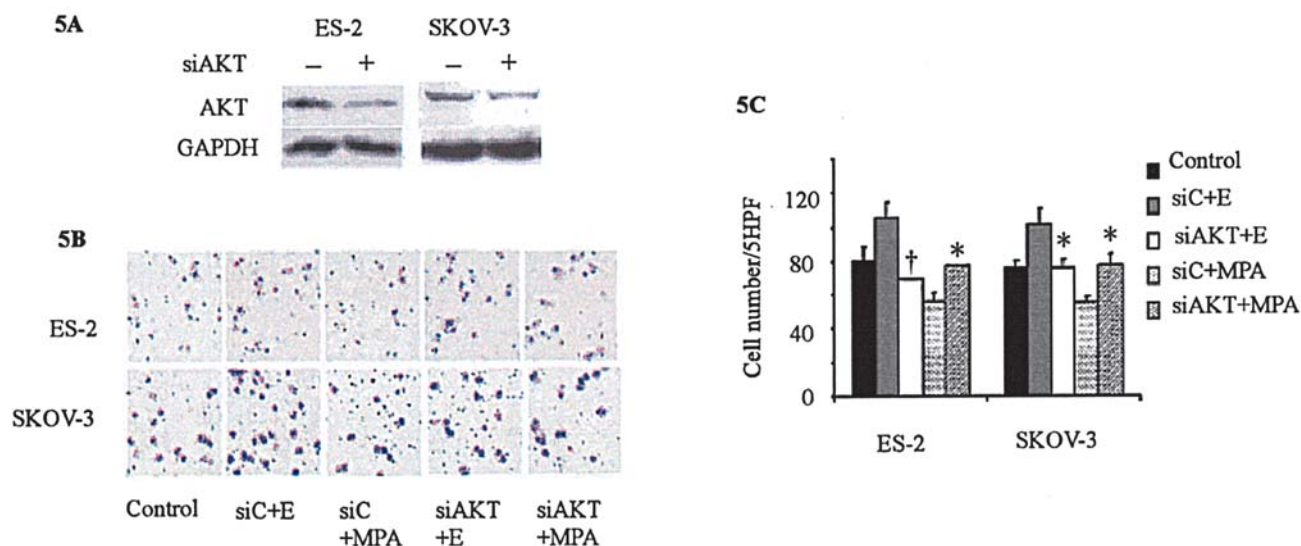 5A
ES-2 SKOV-3
siAKT – + – +
AKT
GAPDH
5B
ES-2
SKOV-3
Control siC+E siC +MPA siAKT +E siAKT +MPA
5C
Cell number/5HPF
120
80
40
0
† * * *
ES-2 SKOV-3
Control
siC+E
siAKT+E
siC+MPA
siAKT+MPA